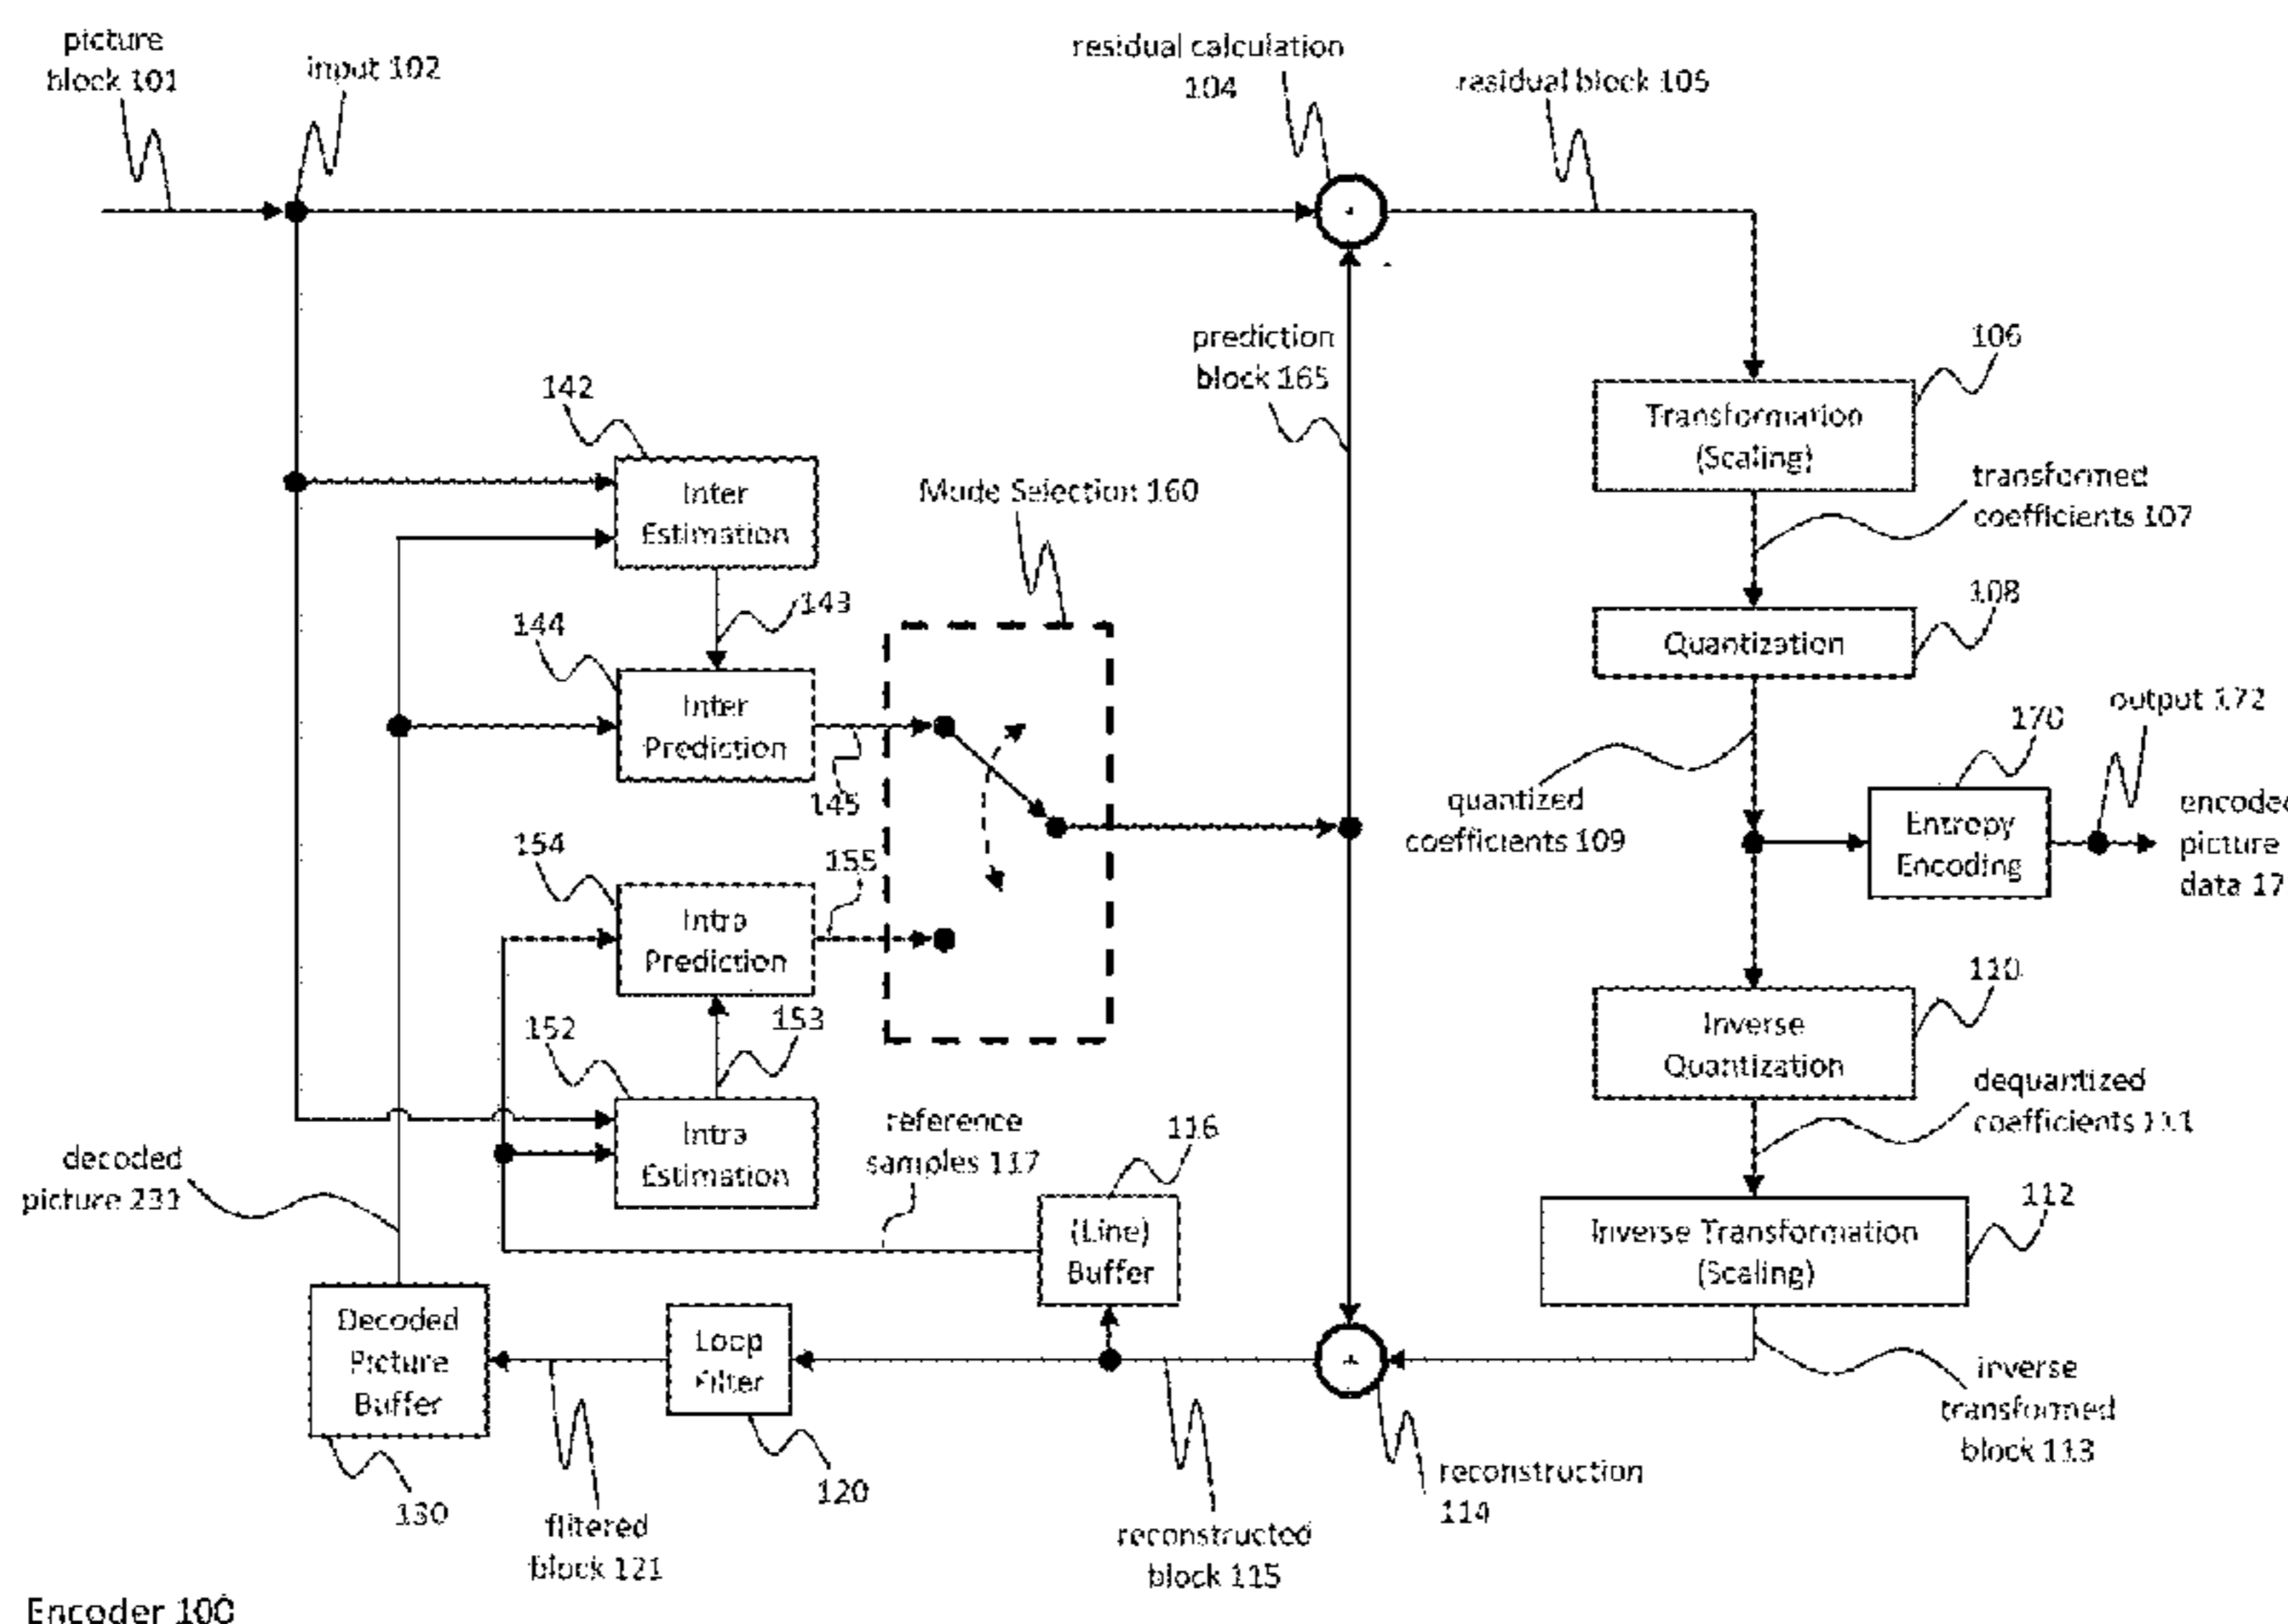 picture
block 101
input 102
residual calculation
104
residual block 105
prediction
block 165
106
Transformation
(Scaling)
transformed
coefficients 107
142
Inter
Estimation
Mode Selection 160
143
108
Quantization
144
Inter
Prediction
145
output 172
170
quantized
coefficients 109
Entropy
Encoding
encoded
picture
data 17
154
155
Intra
Prediction
110
Inverse
Quantization
152
153
dequantized
coefficients 111
Intra
Estimation
reference
samples 117
116
(Line)
Buffer
decoded
picture 231
112
Inverse Transformation
(Scaling)
Decoded
Picture
Buffer
Loop
Filter
+
inverse
transformed
block 113
130
120
reconstruction
114
filtered
block 121
reconstructed
block 115
Encoder 100